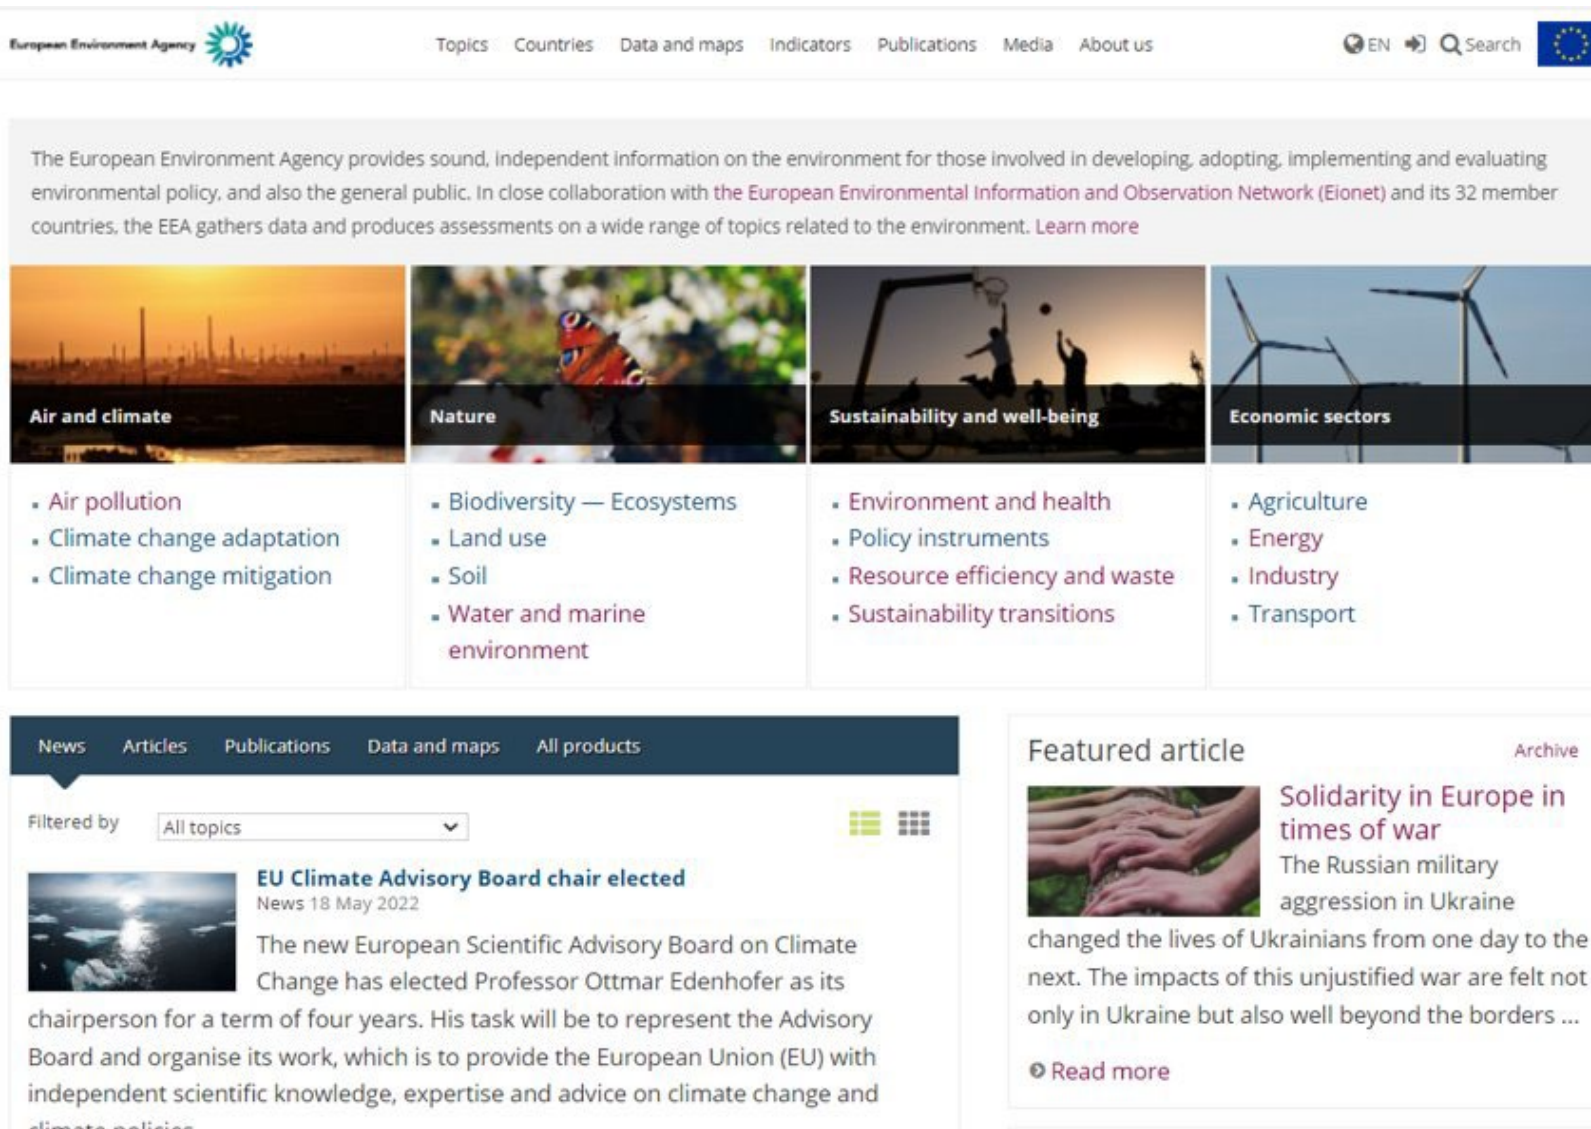 European Environment Agency
Topics Countries Data and maps Indicators Publications Media About us
EN Search
The European Environment Agency provides sound, independent information on the environment for those involved in developing, adopting, implementing and evaluating
environmental policy, and also the general public. In close collaboration with the European Environmental Information and Observation Network (Eionet) and its 32 member
countries, the EEA gathers data and produces assessments on a wide range of topics related to the environment. Learn more
Air and climate
Air pollution
Climate change adaptation
Climate change mitigation
Nature
Biodiversity — Ecosystems
Land use
Soil
Water and marine
environment
Sustainability and well-being
Environment and health
Policy instruments
Resource efficiency and waste
Sustainability transitions
Economic sectors
Agriculture
Energy
Industry
Transport
News Articles Publications Data and maps All products
Filtered by All topics
EU Climate Advisory Board chair elected
News 18 May 2022
The new European Scientific Advisory Board on Climate
Change has elected Professor Ottmar Edenhofer as its
chairperson for a term of four years. His task will be to represent the Advisory
Board and organise its work, which is to provide the European Union (EU) with
independent scientific knowledge, expertise and advice on climate change and
climate policies
Featured article Archive
Solidarity in Europe in
times of war
The Russian military
aggression in Ukraine
changed the lives of Ukrainians from one day to the
next. The impacts of this unjustified war are felt not
only in Ukraine but also well beyond the borders ...
Read more